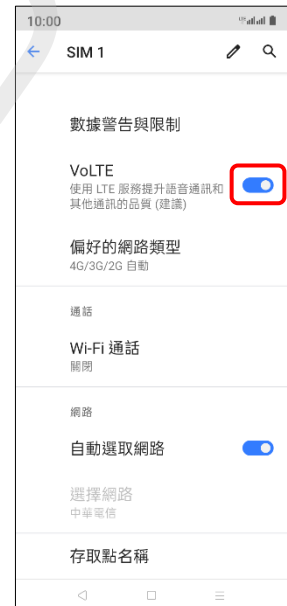 10:00
SIM 1
數據警告與限制
VoLTE
使用 LTE 服務提升語音通訊和
其他通訊的品質 (建議)
偏好的網路類型
4G/3G/2G 自動
通話
Wi-Fi 通話
關閉
網路
自動選取網路
選擇網路
中華電信
存取點名稱